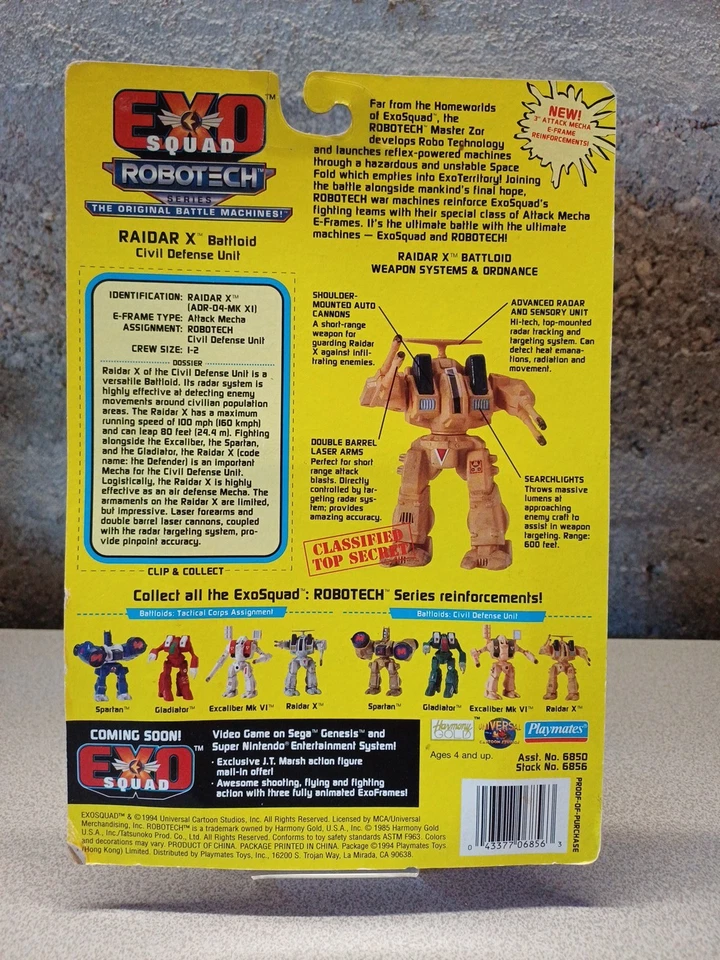 EXO™
SQUAD
ROBOTECH™
SERIES
THE ORIGINAL BATTLE MACHINES!™
RAIDAR X™ Battloid
Civil Defense Unit
Far from the Homeworlds
of ExoSquad™, the
ROBOTECH™ Master Zor
develops Robo Technology
and launches reflex-powered machines
through a hazardous and unstable Space
Fold which empties into ExoTerritory! Joining
the battle alongside mankind's final hope,
ROBOTECH war machines reinforce ExoSquad's
fighting teams with their special class of Attack Mecha
E-Frames. It's the ultimate battle with the ultimate
machines — ExoSquad and ROBOTECH!
NEW!
3" ATTACK MECHA
E-FRAME
REINFORCEMENTS!
IDENTIFICATION: RAIDAR X™
(ADR-04-MK XI)
E-FRAME TYPE: Attack Mecha
ASSIGNMENT: ROBOTECH
Civil Defense Unit
CREW SIZE: 1-2
DOSSIER
Raidar X of the Civil Defense Unit is a
versatile Battloid. Its radar system is
highly effective at detecting enemy
movements around civilian population
areas. The Raidar X has a maximum
running speed of 100 mph (160 kmph)
and can leap 80 feet (24.4 m). Fighting
alongside the Excaliber, the Spartan,
and the Gladiator, the Raidar X (code
name: the Defender) is an important
Mecha for the Civil Defense Unit.
Logistically, the Raidar X is highly
effective as an air defense Mecha. The
armaments on the Raidar X are limited,
but impressive. Laser forearms and
double barrel laser cannons, coupled
with the radar targeting system, pro-
vide pinpoint accuracy.
CLIP & COLLECT
RAIDAR X™ BATTLOID
WEAPON SYSTEMS & ORDNANCE
SHOULDER-
MOUNTED AUTO
CANNONS
A short-range
weapon for
guarding Raidar
X against infil-
trating enemies.
ADVANCED RADAR
AND SENSORY UNIT
Hi-tech, top-mounted
radar tracking and
targeting system. Can
detect heat emana-
tions, radiation and
movement.
DOUBLE BARREL
LASER ARMS
Perfect for short
range attack
blasts. Directly
controlled by tar-
geting radar sys-
tem; provides
amazing accuracy.
SEARCHLIGHTS
Throws massive
lumens at
approaching
enemy craft to
assist in weapon
targeting. Range:
600 feet.
CLASSIFIED
TOP SECRET
Collect all the ExoSquad™: ROBOTECH™ Series reinforcements!
Battloids: Tactical Corps Assignment
Battloids: Civil Defense Unit
Spartan™ Gladiator™ Excaliber Mk VI™ Raidar X™ Spartan™ Gladiator™ Excaliber Mk VI™ Raidar X™
COMING SOON!
EXO™
SQUAD
Video Game on Sega™ Genesis™ and
Super Nintendo® Entertainment System!
· Exclusive J.T. Marsh action figure
mail-in offer!
· Awesome shooting, flying and fighting
action with three fully animated ExoFrames!
Harmony
GOLD™
UNIVERSAL
CARTOON STUDIOS
Playmates®
Ages 4 and up.
Asst. No. 6850
Stock No. 6856
PROOF-OF-PURCHASE
0 43377 06856 3
EXOSQUAD™ & ©1994 Universal Cartoon Studios, Inc. All Rights Reserved. Licensed by MCA/Universal
Merchandising, Inc. ROBOTECH™ is a trademark owned by Harmony Gold, U.S.A., Inc. © 1985 Harmony Gold
U.S.A., Inc./Tatsunoko Prod. Co., Ltd. All Rights Reserved. Conforms to safety standards ASTM F963. Colors
and decorations may vary. PRODUCT OF CHINA. PACKAGE PRINTED IN CHINA. Package ©1994 Playmates Toys
(Hong Kong) Limited. Distributed by Playmates Toys, Inc., 16200 S. Trojan Way, La Mirada, CA 90638.